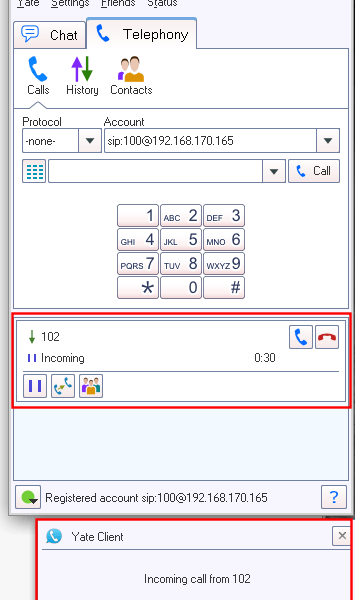 Yate Settings Friends Status
Chat Telephony
Calls History Contacts
Protocol Account
-none- sip:100@192.168.170.165
Call
1 ABC 2 DEF 3
GHI 4 JKL 5 MNO 6
PQRS 7 TUV 8 WXYZ 9
* 0 #
102
Incoming 0:30
Registered account sip:100@192.168.170.165 ?
Yate Client
Incoming call from 102